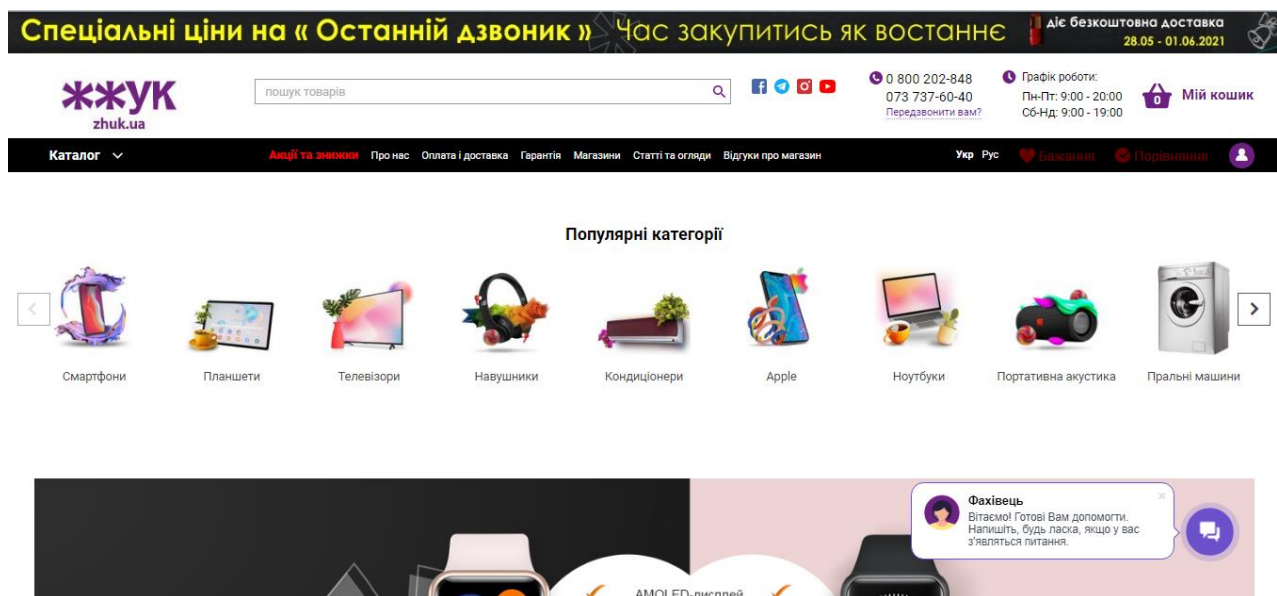 Спеціальні ціни на « Останній дзвоник » Час закупитись як востаннє
діє безкоштовна доставка
28.05 - 01.06.2021
ЖЖУК
zhuk.ua
пошук товарів
0 800 202-848
073 737-60-40
Передзвонити вам?
Графік роботи:
Пн-Пт: 9:00 - 20:00
Сб-Нд: 9:00 - 19:00
0
Мій кошик
Каталог
Акції та знижки Про нас Оплата і доставка Гарантія Магазини Статті та огляди Відгуки про магазин
Укр Рус
Бажання
Порівняння
Популярні категорії
Смартфони
Планшети
Телевізори
Навушники
Кондиціонери
Apple
Ноутбуки
Портативна акустика
Пральні машини
Фахівець
Вітаємо! Готові Вам допомогти.
Напишіть, будь ласка, якщо у вас
з'являться питання.
AMOLED-дисплей